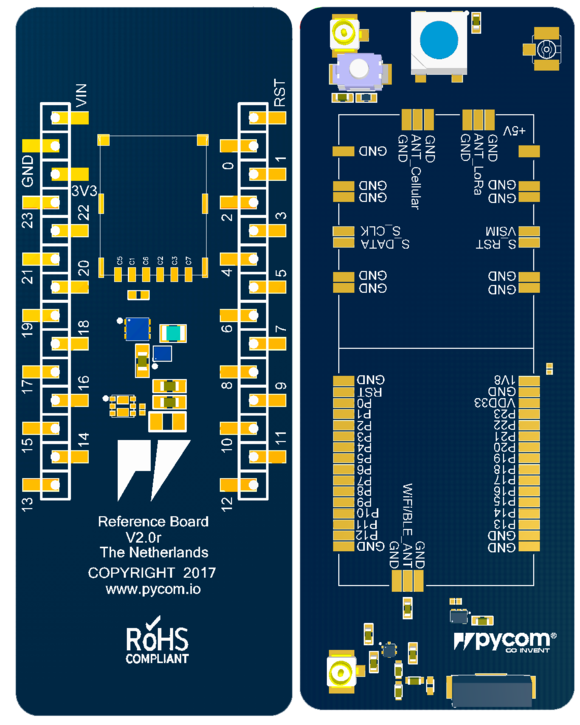 VIN
GND
3V3
23
22
21
20
19
18
17
16
15
14
13
RST
0
1
2
3
4
5
6
7
8
9
10
11
12
C5 C1 C6 C2 C3 C7
Reference Board
V2.0r
The Netherlands
COPYRIGHT 2017
www.pycom.io
RoHS
COMPLIANT
GND
ANT_Cellular
GND
GND
ANT_LoRa
GND
+5V
GND
GND
GND
GND
GND
S_CLK
S_DATA
VSIM
S_RST
GND
GND
GND
GND
GND
RST
P0
P1
P2
P3
P4
P5
P6
P7
P8
P9
P10
P11
P12
GND
1V8
GND
VDD33
P23
P22
P21
P20
P19
P18
P17
P16
P15
P14
P13
GND
GND
WiFi/BLE_ANT
GND
pycom®
GO INVENT